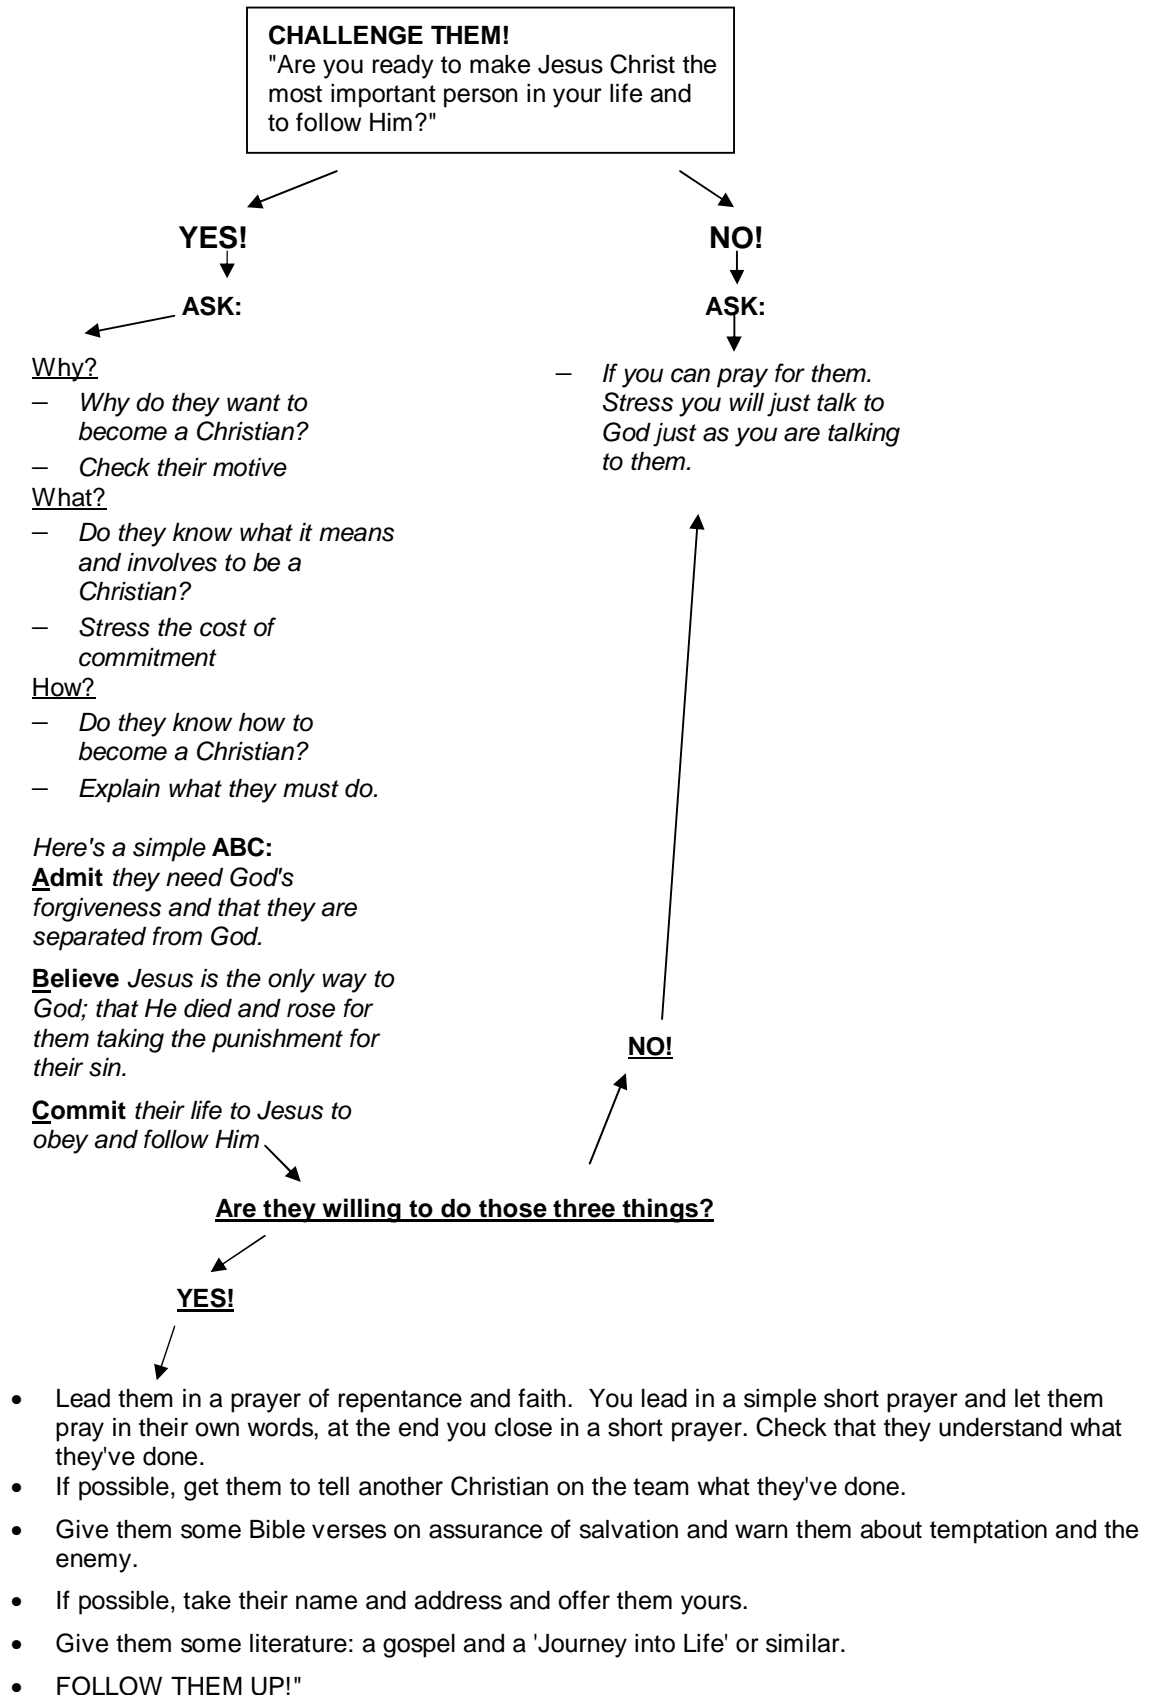 CHALLENGE THEM!
"Are you ready to make Jesus Christ the
most important person in your life and
to follow Him?"
YES!
ASK:
Why?
– Why do they want to
become a Christian?
– Check their motive
What?
– Do they know what it means
and involves to be a
Christian?
– Stress the cost of
commitment
How?
– Do they know how to
become a Christian?
– Explain what they must do.
Here's a simple ABC:
Admit they need God's
forgiveness and that they are
separated from God.
Believe Jesus is the only way to
God; that He died and rose for
them taking the punishment for
their sin.
Commit their life to Jesus to
obey and follow Him
NO!
ASK:
– If you can pray for them.
Stress you will just talk to
God just as you are talking
to them.
NO!
Are they willing to do those three things?
YES!
• Lead them in a prayer of repentance and faith.  You lead in a simple short prayer and let them
pray in their own words, at the end you close in a short prayer. Check that they understand what
they've done.
• If possible, get them to tell another Christian on the team what they've done.
• Give them some Bible verses on assurance of salvation and warn them about temptation and the
enemy.
• If possible, take their name and address and offer them yours.
• Give them some literature: a gospel and a 'Journey into Life' or similar.
• FOLLOW THEM UP!"